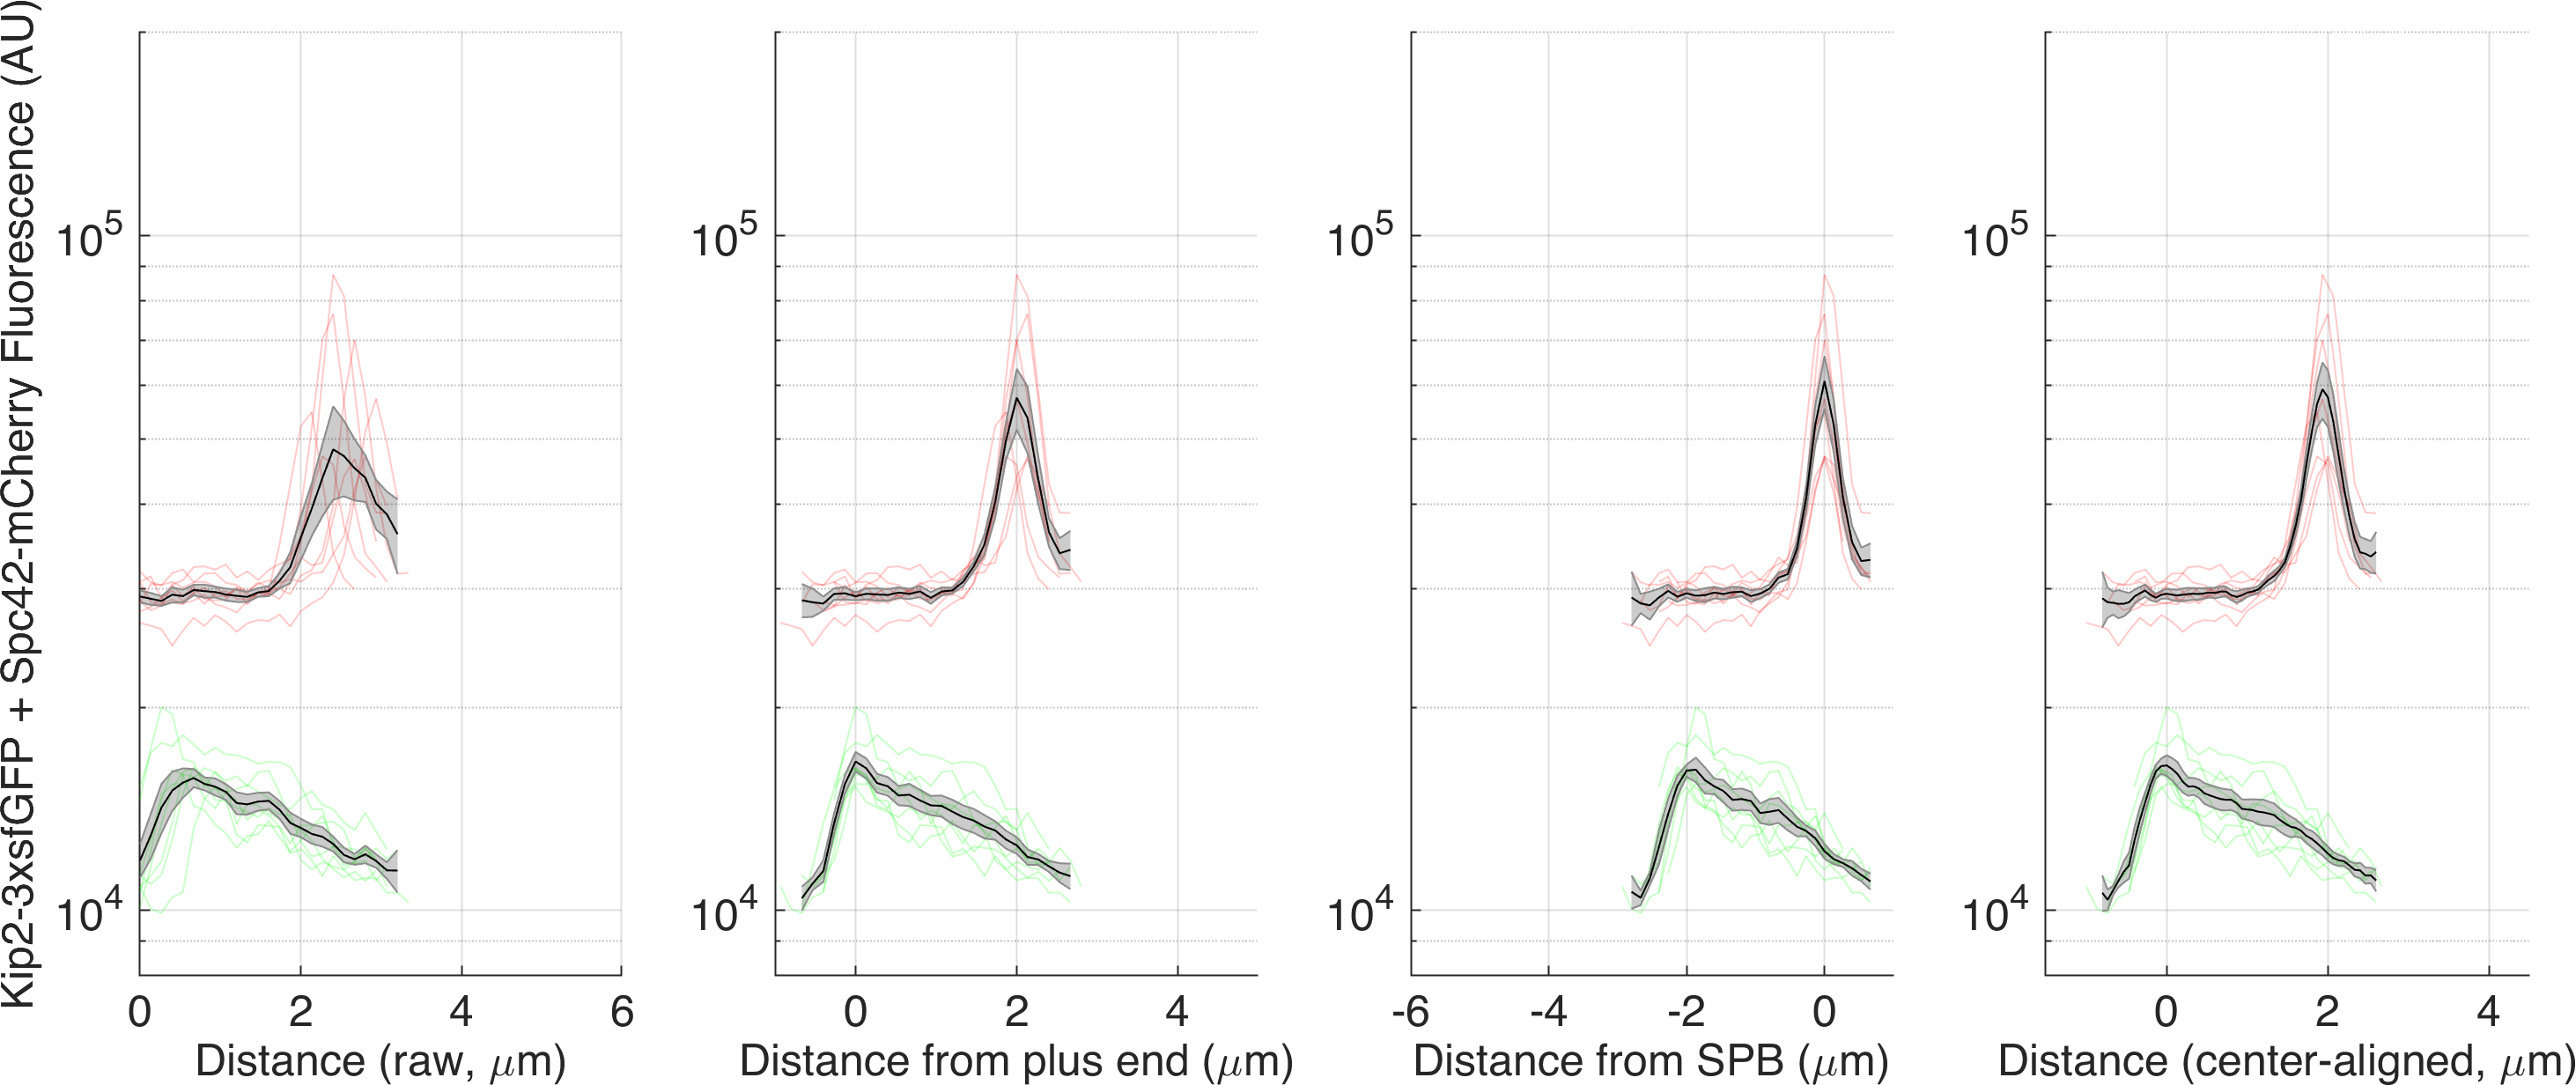 Kip2-3xsfGFP + Spc42-mCherry Fluorescence (AU)
10^5
10^4
0 2 4 6
Distance (raw, μm)
10^5
10^4
0 2 4
Distance from plus end (μm)
10^5
10^4
-6 -4 -2 0
Distance from SPB (μm)
10^5
10^4
0 2 4
Distance (center-aligned, μm)